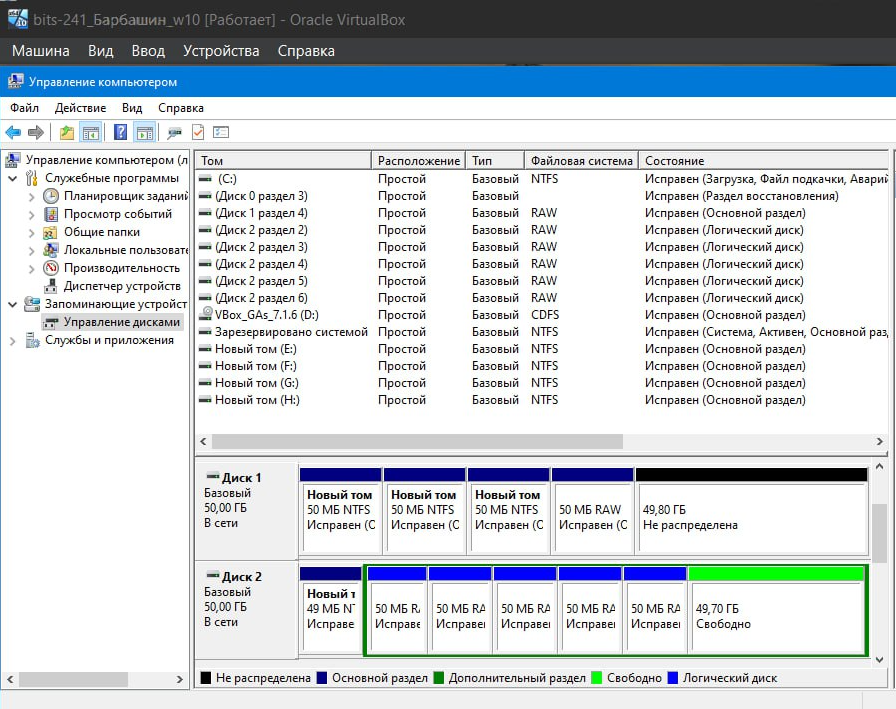 bits-241_Барбашин_w10 [Работает] - Oracle VirtualBox
Машина Вид Ввод Устройства Справка
Управление компьютером
Файл Действие Вид Справка
Управление компьютером (л
Служебные программы
Планировщик заданий
Просмотр событий
Общие папки
Локальные пользоват
Производительность
Диспетчер устройств
Запоминающие устройст
Управление дисками
Службы и приложения
Том Расположение Тип Файловая система Состояние
(C:) Простой Базовый NTFS Исправен (Загрузка, Файл подкачки, Аварий
(Диск 0 раздел 3) Простой Базовый Исправен (Раздел восстановления)
(Диск 1 раздел 4) Простой Базовый RAW Исправен (Основной раздел)
(Диск 2 раздел 2) Простой Базовый RAW Исправен (Логический диск)
(Диск 2 раздел 3) Простой Базовый RAW Исправен (Логический диск)
(Диск 2 раздел 4) Простой Базовый RAW Исправен (Логический диск)
(Диск 2 раздел 5) Простой Базовый RAW Исправен (Логический диск)
(Диск 2 раздел 6) Простой Базовый RAW Исправен (Логический диск)
VBox_GAs_7.1.6 (D:) Простой Базовый CDFS Исправен (Основной раздел)
Зарезервировано системой Простой Базовый NTFS Исправен (Система, Активен, Основной раз
Новый том (E:) Простой Базовый NTFS Исправен (Основной раздел)
Новый том (F:) Простой Базовый NTFS Исправен (Основной раздел)
Новый том (G:) Простой Базовый NTFS Исправен (Основной раздел)
Новый том (H:) Простой Базовый NTFS Исправен (Основной раздел)
Диск 1
Базовый
50,00 ГБ
В сети
Новый том
50 МБ NTFS
Исправен (О
Новый том
50 МБ NTFS
Исправен (О
Новый том
50 МБ NTFS
Исправен (О
50 МБ RAW
Исправен (О
49,80 ГБ
Не распределена
Диск 2
Базовый
50,00 ГБ
В сети
Новый т
49 МБ NT
Исправе
50 МБ RA
Исправе
50 МБ RA
Исправе
50 МБ RA
Исправе
50 МБ RA
Исправе
50 МБ RA
Исправе
49,70 ГБ
Свободно
Не распределена Основной раздел Дополнительный раздел Свободно Логический диск